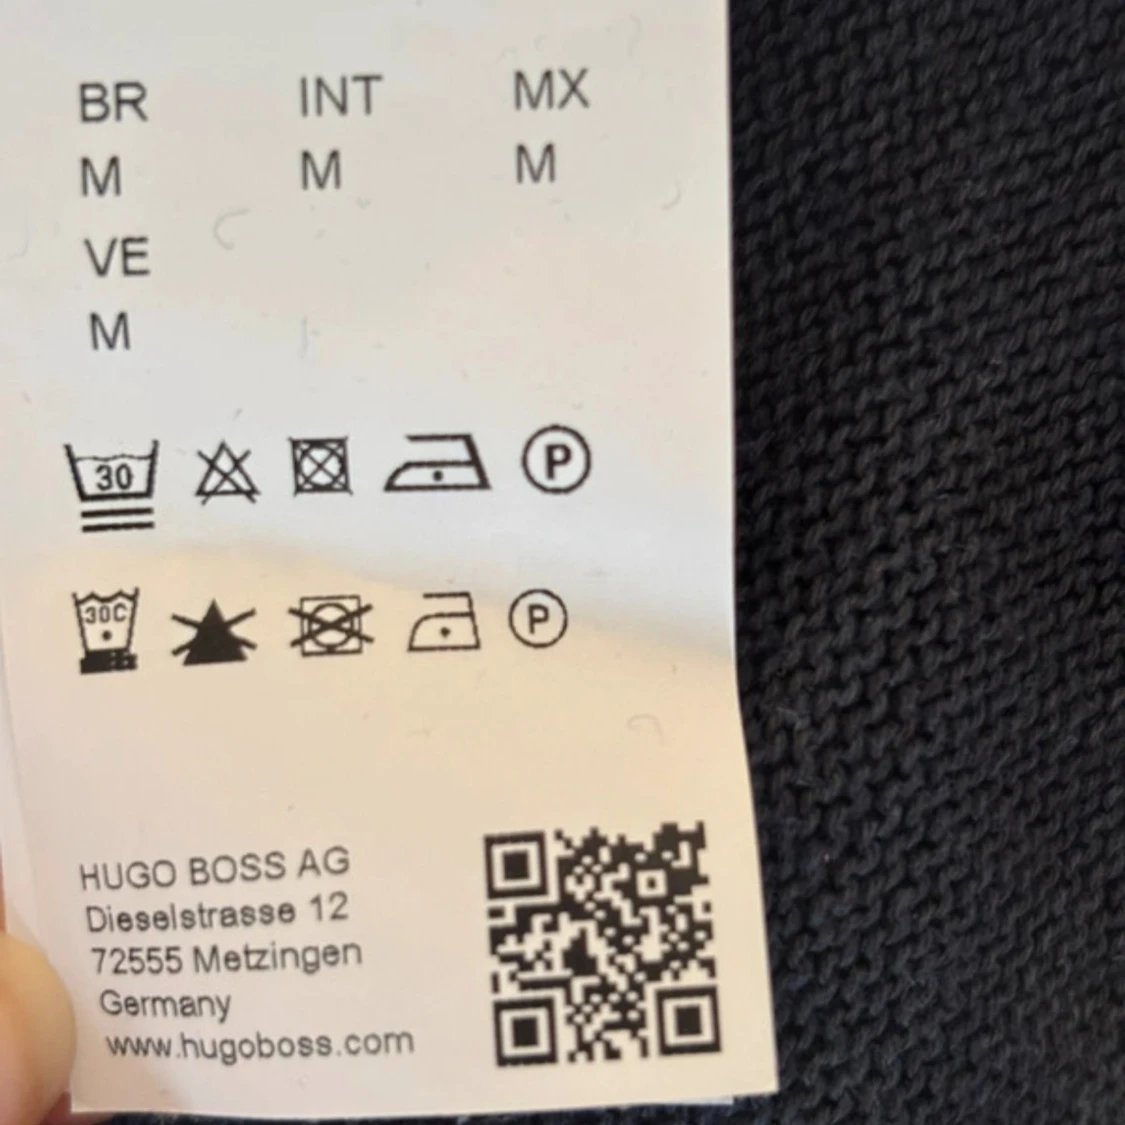 BR INT MX
M M M
VE
M
30 P
30C P
HUGO BOSS AG
Dieselstrasse 12
72555 Metzingen
Germany
www.hugoboss.com